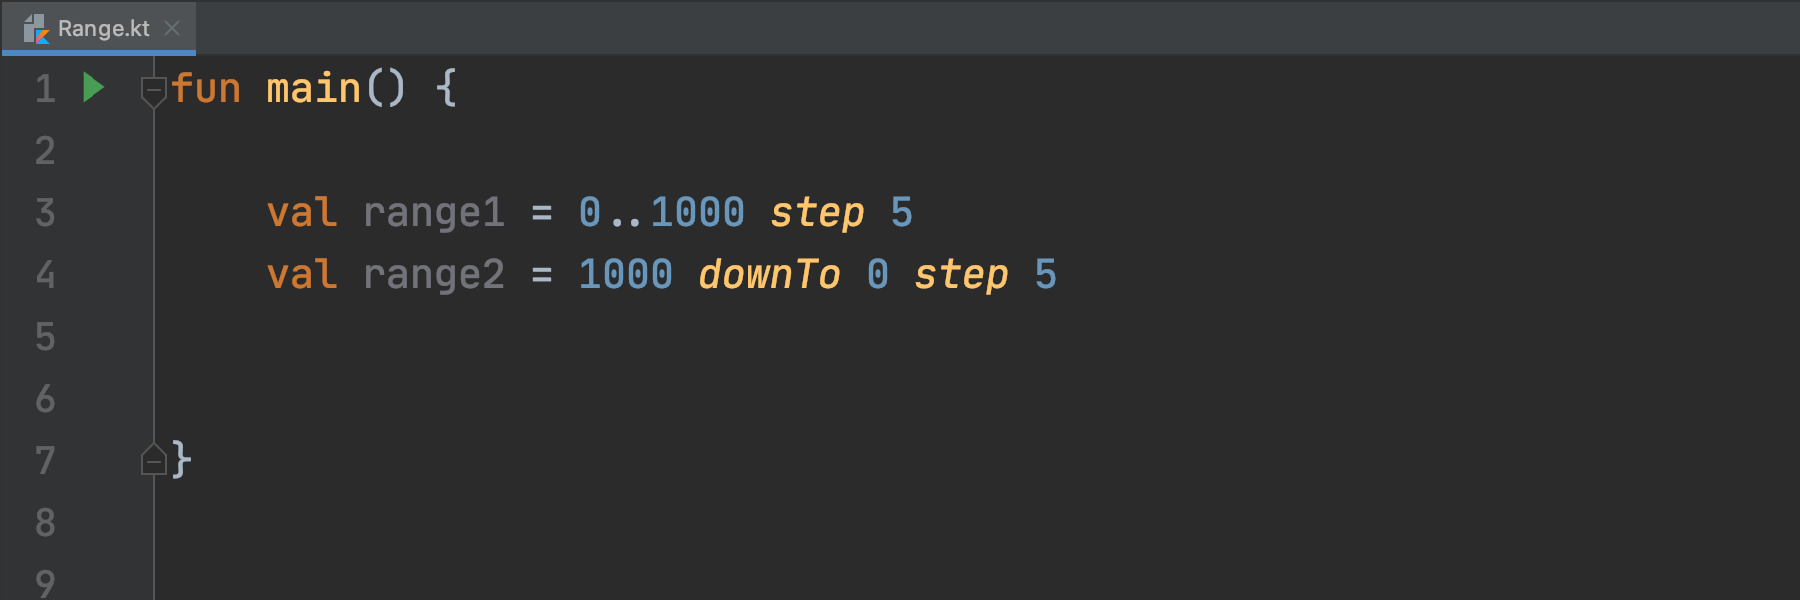 Range.kt
1 fun main() {
2
3 val range1 = 0..1000 step 5
4 val range2 = 1000 downTo 0 step 5
5
6
7 }
8
9